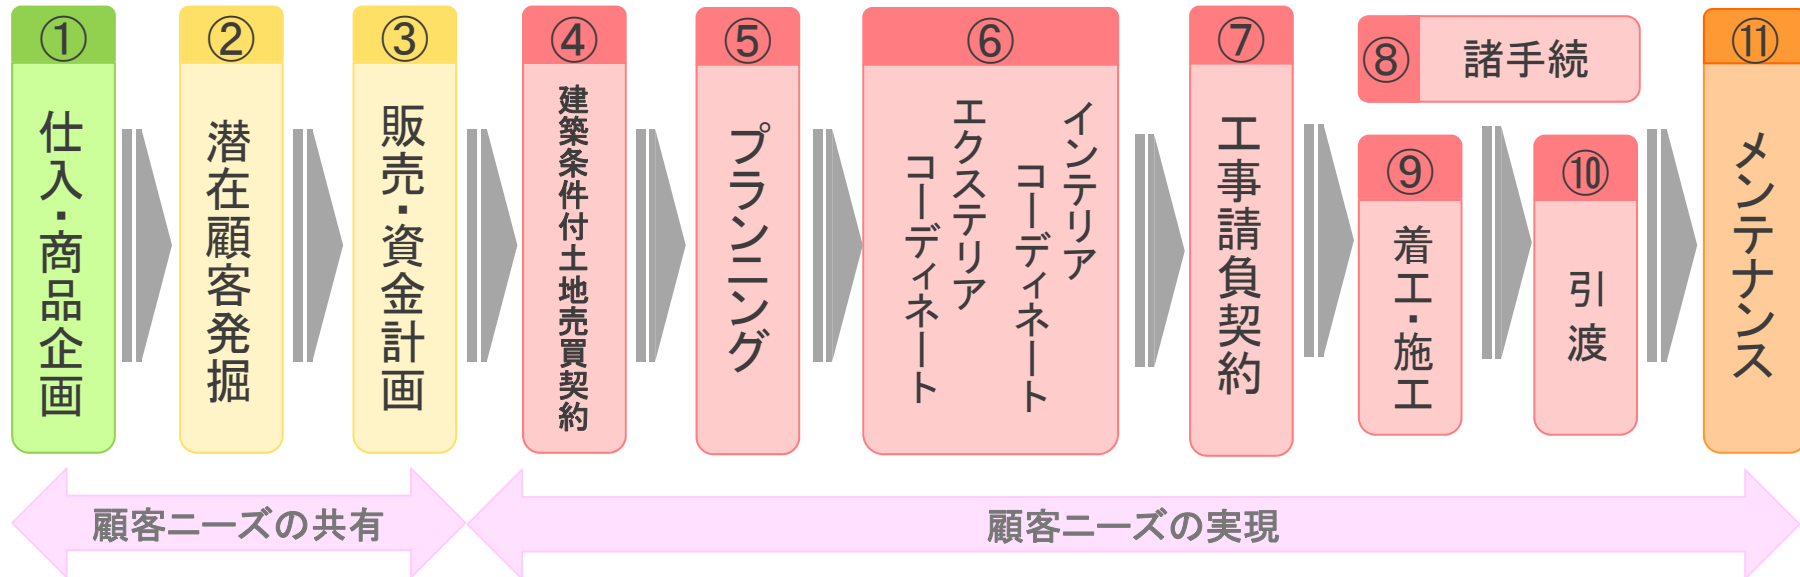 ①
仕入・商品企画
②
潜在顧客発掘
③
販売・資金計画
④
建築条件付土地売買契約
⑤
プランニング
⑥
インテリア
コーディネート
エクステリア
コーディネート
⑦
工事請負契約
⑧
諸手続
⑨
着工・施工
⑩
引渡
⑪
メンテナンス
顧客ニーズの共有
顧客ニーズの実現